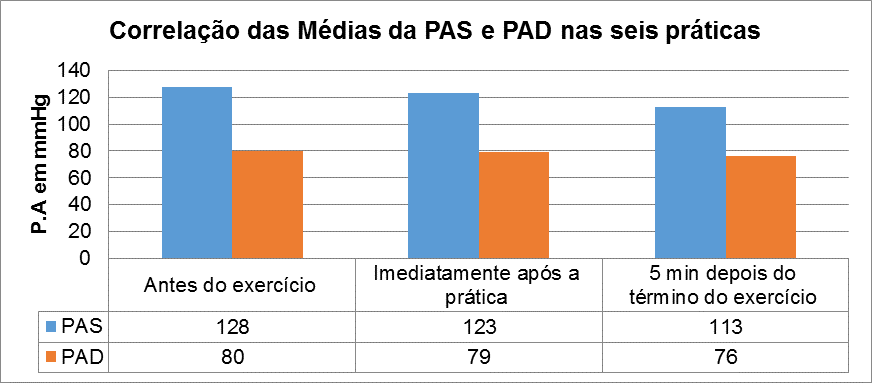 Correlação das Médias da PAS e PAD nas seis práticas
P.A em mmHg
140
120
100
80
60
40
20
0
Antes do exercício
Imediatamente após a
prática
5 min depois do
término do exercício
PAS 128 123 113
PAD 80 79 76